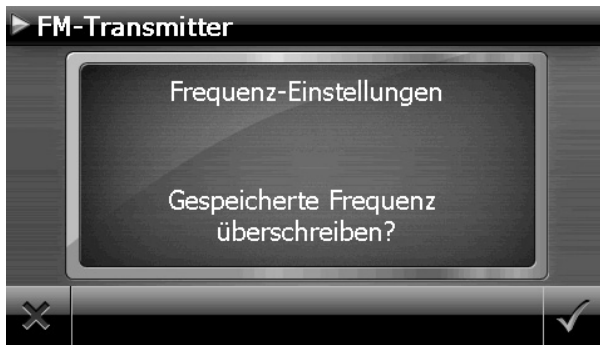 FM-Transmitter
Frequenz-Einstellungen
Gespeicherte Frequenz
überschreiben?